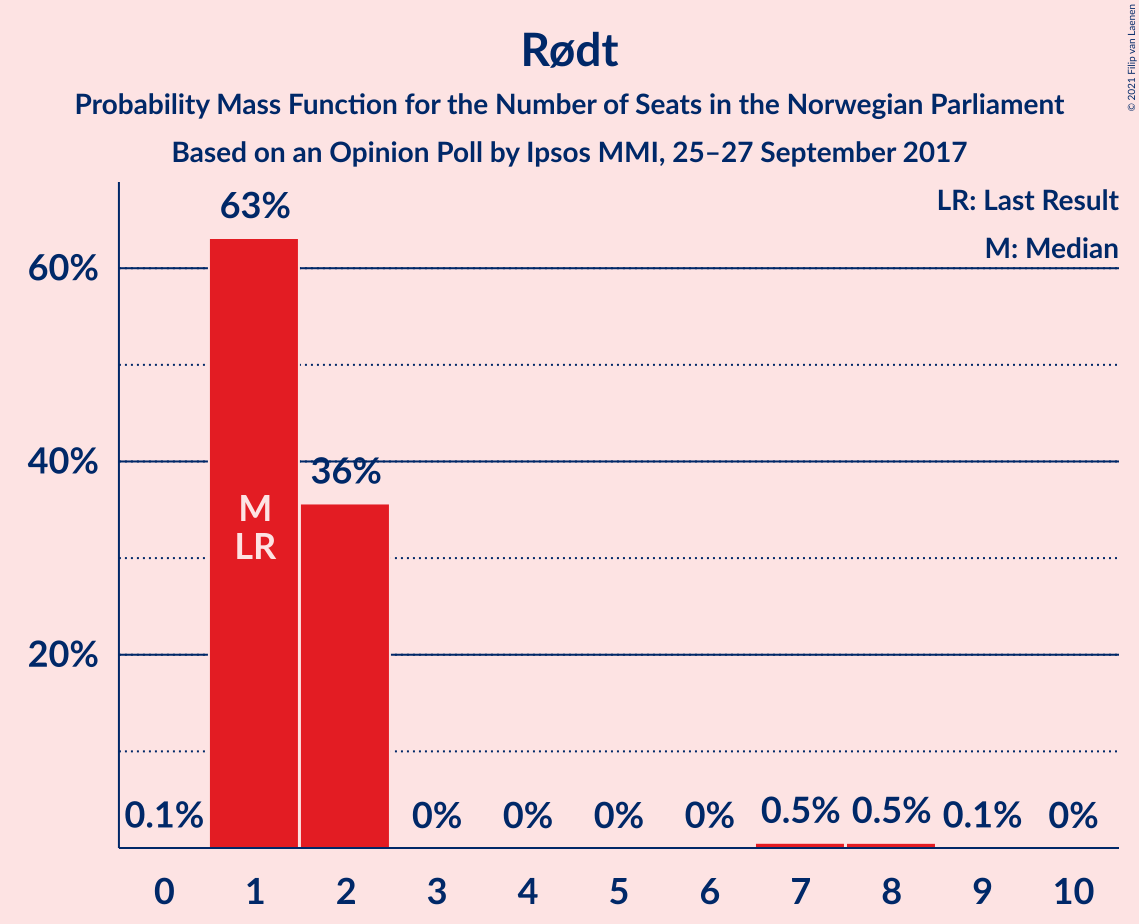 Rødt
Probability Mass Function for the Number of Seats in the Norwegian Parliament
Based on an Opinion Poll by Ipsos MMI, 25–27 September 2017
© 2021 Filip van Laenen
LR: Last Result
M: Median
60%
40%
20%
63%
36%
M
LR
0.1% 0% 0% 0% 0% 0.5% 0.5% 0.1% 0%
0 1 2 3 4 5 6 7 8 9 10